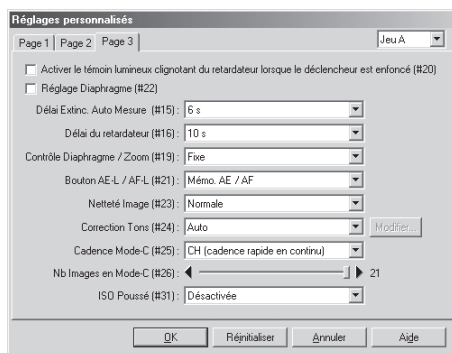 Réglages personnalisés
Page 1 Page 2 Page 3 Jeu A
Activer le témoin lumineux clignotant du retardateur lorsque le déclencheur est enfoncé (#20)
Réglage Diaphragme (#22)
Délai Extinc. Auto Mesure (#15) : 6 s
Délai du retardateur (#16) : 10 s
Contrôle Diaphragme / Zoom (#19) : Fixe
Bouton AE-L / AF-L (#21) : Mémo. AE / AF
Netteté Image (#23) : Normale
Correction Tons (#24) : Auto Modifier...
Cadence Mode-C (#25) : CH (cadence rapide en continu)
Nb Images en Mode-C (#26) : 21
ISO Poussé (#31) : Désactivée
OK Réinitialiser Annuler Aide